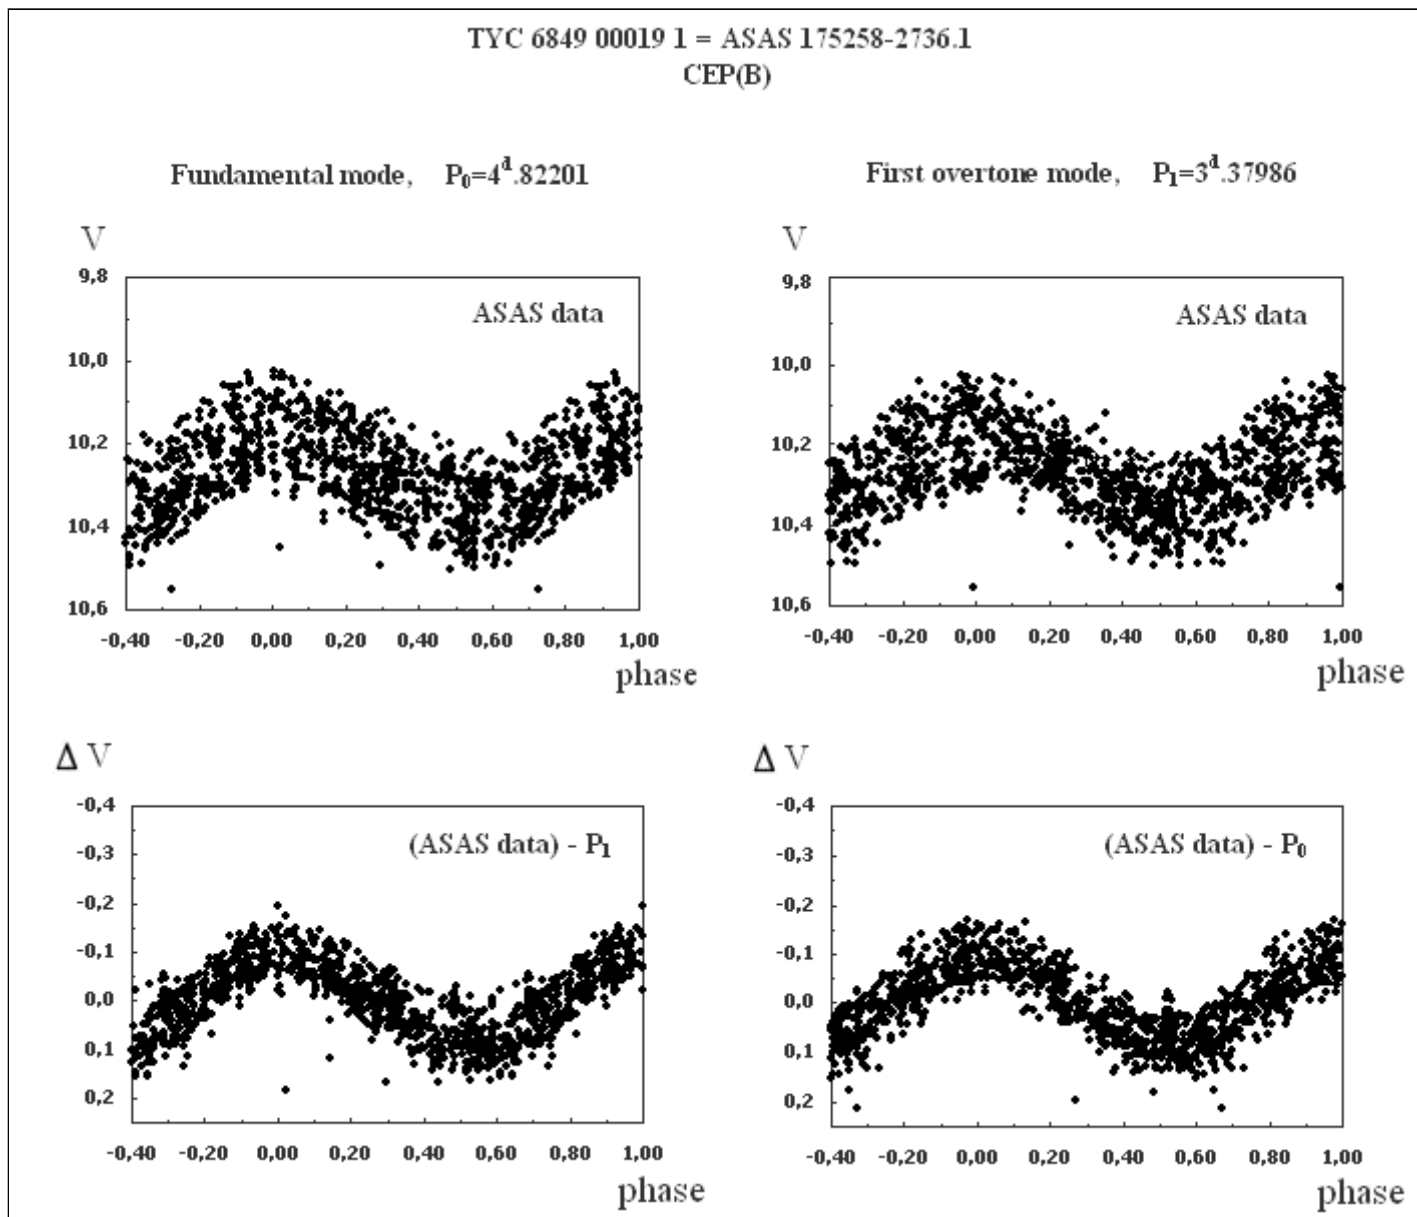 TYC 6849 00019 1 = ASAS 175258-2736.1
CEP(B)
Fundamental mode, P₀=4ᵈ.82201
First overtone mode, P₁=3ᵈ.37986
V
9,8
10,0
10,2
10,4
10,6
ASAS data
-0,40 -0,20 0,00 0,20 0,40 0,60 0,80 1,00
phase
V
9,8
10,0
10,2
10,4
10,6
ASAS data
-0,40 -0,20 0,00 0,20 0,40 0,60 0,80 1,00
phase
Δ V
-0,4
-0,3
-0,2
-0,1
0,0
0,1
0,2
(ASAS data) - P₁
-0,40 -0,20 0,00 0,20 0,40 0,60 0,80 1,00
phase
Δ V
-0,4
-0,3
-0,2
-0,1
0,0
0,1
0,2
(ASAS data) - P₀
-0,40 -0,20 0,00 0,20 0,40 0,60 0,80 1,00
phase